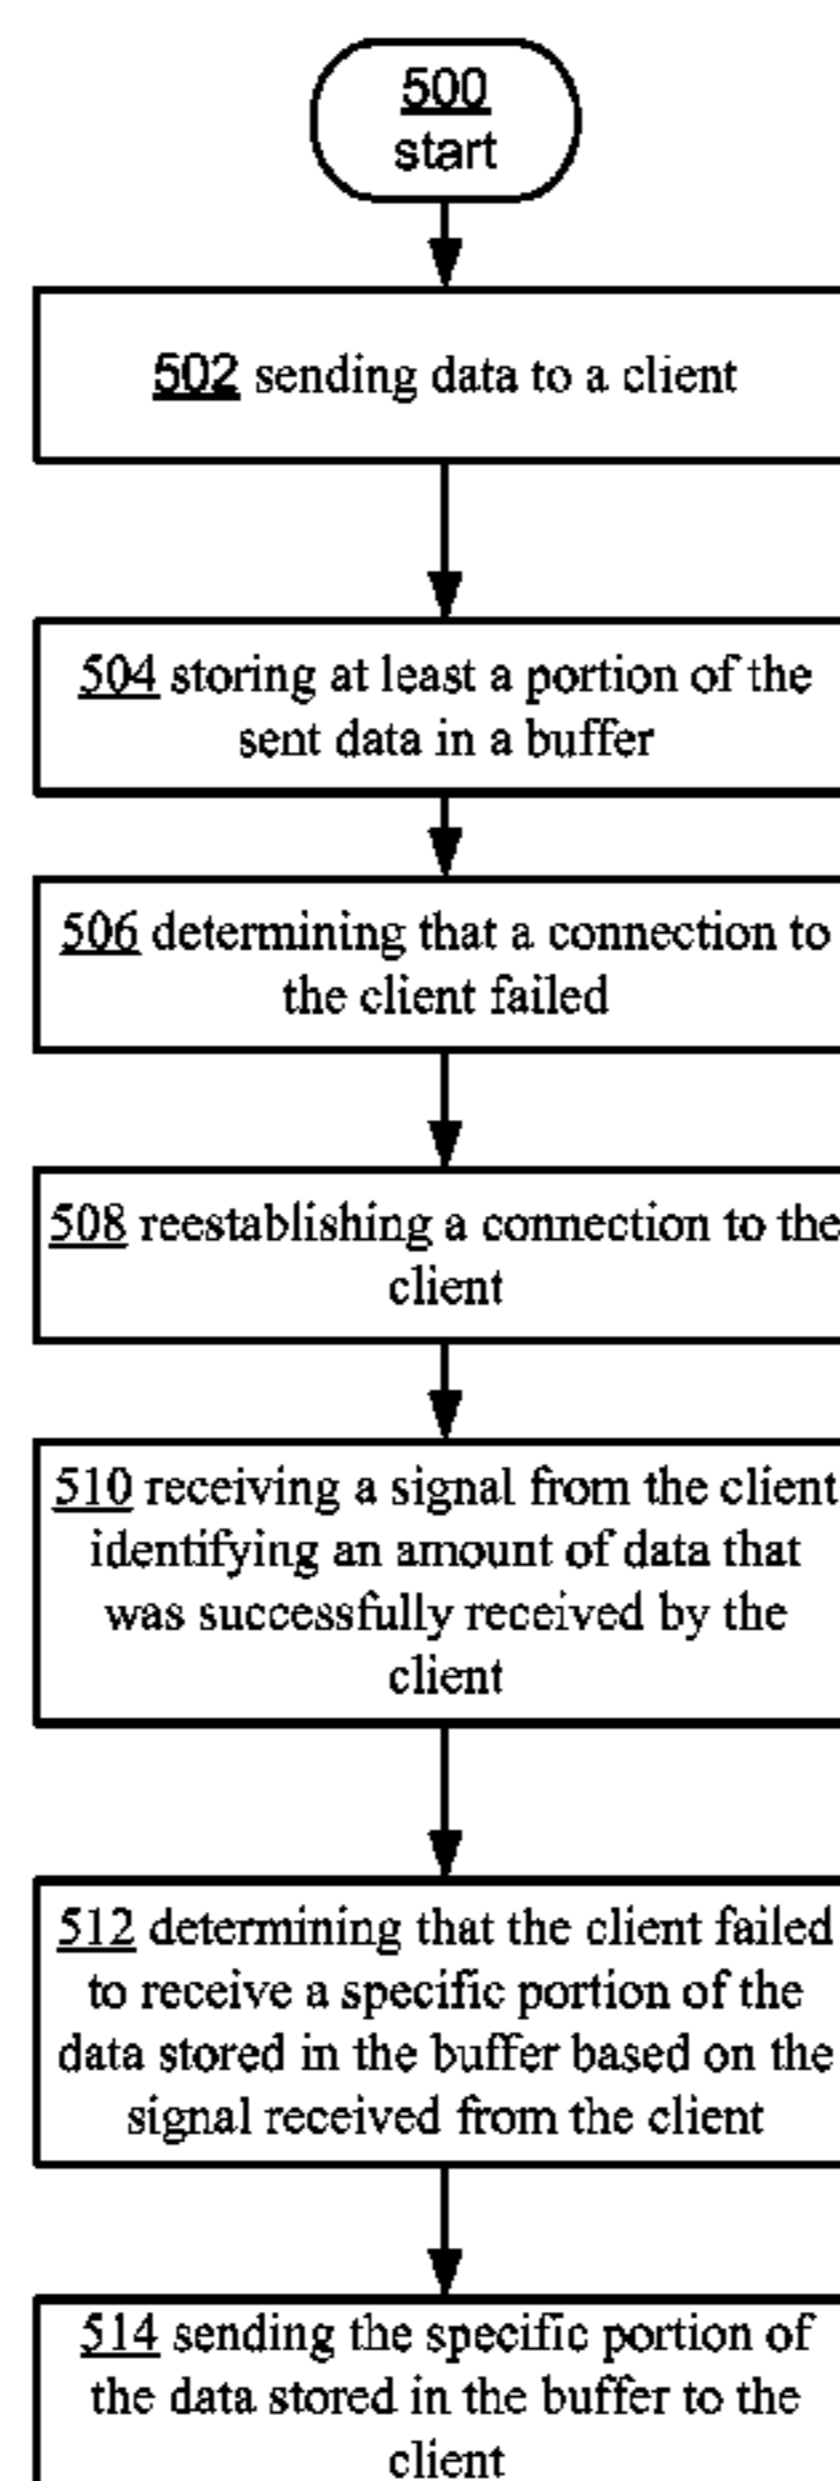 500
start
502 sending data to a client
504 storing at least a portion of the
sent data in a buffer
506 determining that a connection to
the client failed
508 reestablishing a connection to the
client
510 receiving a signal from the client
identifying an amount of data that
was successfully received by the
client
512 determining that the client failed
to receive a specific portion of the
data stored in the buffer based on the
signal received from the client
514 sending the specific portion of
the data stored in the buffer to the
client